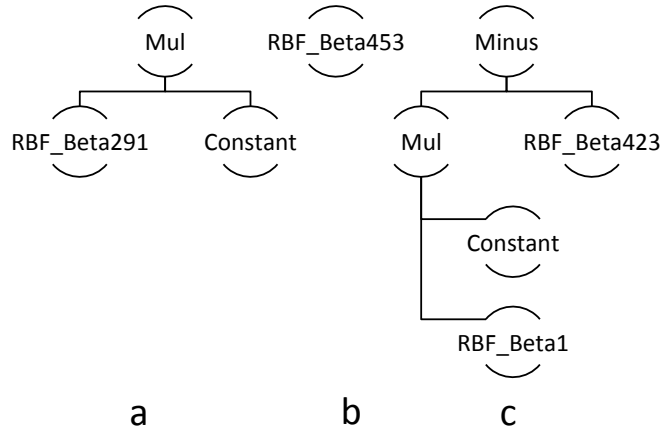 Mul
RBF_Beta453
Minus
RBF_Beta291
Constant
Mul
RBF_Beta423
Constant
RBF_Beta1
a
b
c